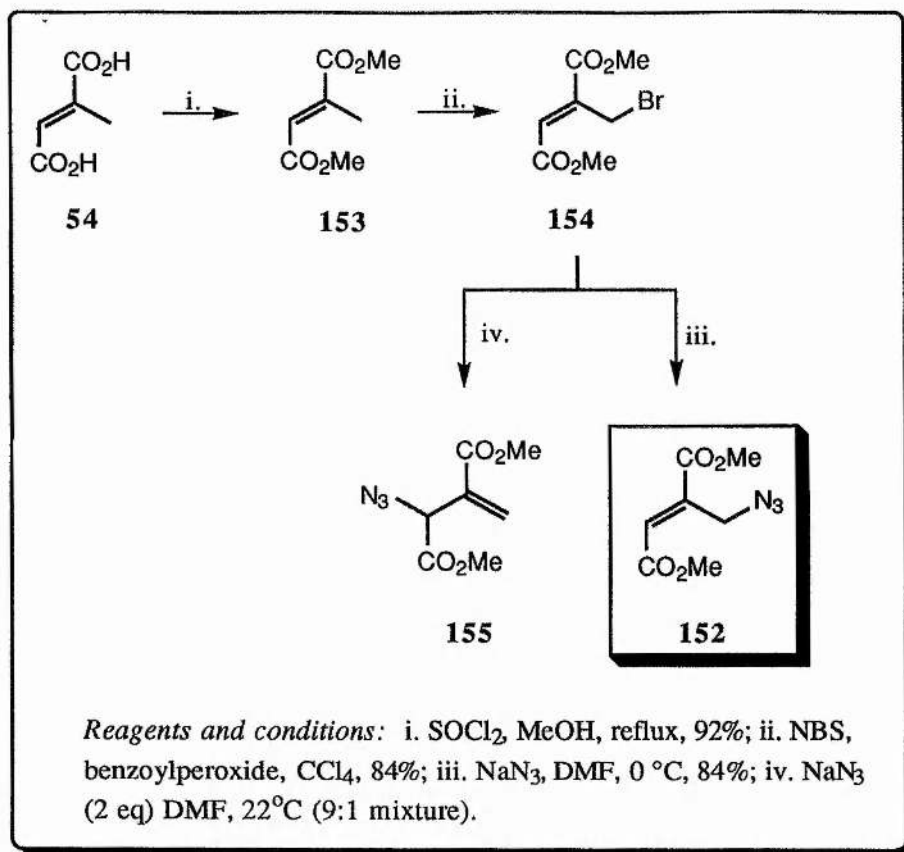 CO₂H
CO₂H
54
i.
CO₂Me
CO₂Me
153
ii.
CO₂Me
Br
CO₂Me
154
iv.
iii.
CO₂Me
N₃
CO₂Me
155
CO₂Me
N₃
CO₂Me
152
Reagents and conditions: i. SOCl₂, MeOH, reflux, 92%; ii. NBS,
benzoylperoxide, CCl₄, 84%; iii. NaN₃, DMF, 0 °C, 84%; iv. NaN₃
(2 eq) DMF, 22°C (9:1 mixture).